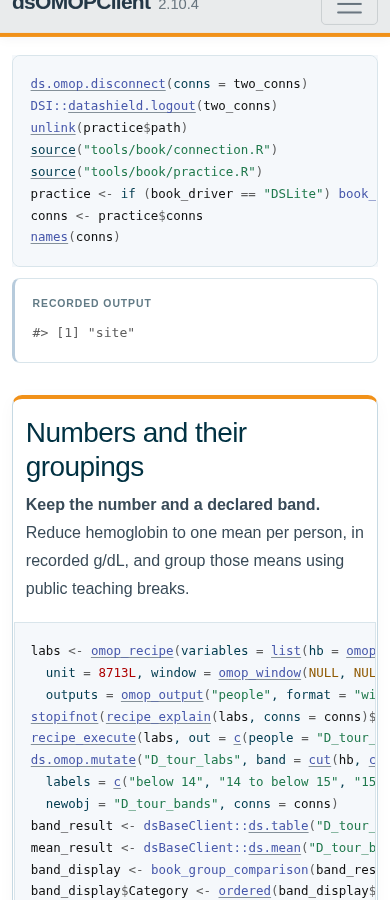 dsOMOPClient 2.10.4
ds.omop.disconnect(conns = two_conns)
DSI::datashield.logout(two_conns)
unlink(practice$path)
source("tools/book/connection.R")
source("tools/book/practice.R")
practice <- if (book_driver == "DSLite") book_
conns <- practice$conns
names(conns)
RECORDED OUTPUT
#> [1] "site"
Numbers and their
groupings
Keep the number and a declared band.
Reduce hemoglobin to one mean per person, in
recorded g/dL, and group those means using
public teaching breaks.
labs <- omop_recipe(variables = list(hb = omop
unit = 8713L, window = omop_window(NULL, NUL
outputs = omop_output("people", format = "wi
stopifnot(recipe_explain(labs, conns = conns)$
recipe_execute(labs, out = c(people = "D_tour_
ds.omop.mutate("D_tour_labs", band = cut(hb, c
labels = c("below 14", "14 to below 15", "15
newobj = "D_tour_bands", conns = conns)
band_result <- dsBaseClient::ds.table("D_tour_
mean_result <- dsBaseClient::ds.mean("D_tour_b
band_display <- book_group_comparison(band_res
band_display$Category <- ordered(band_display$